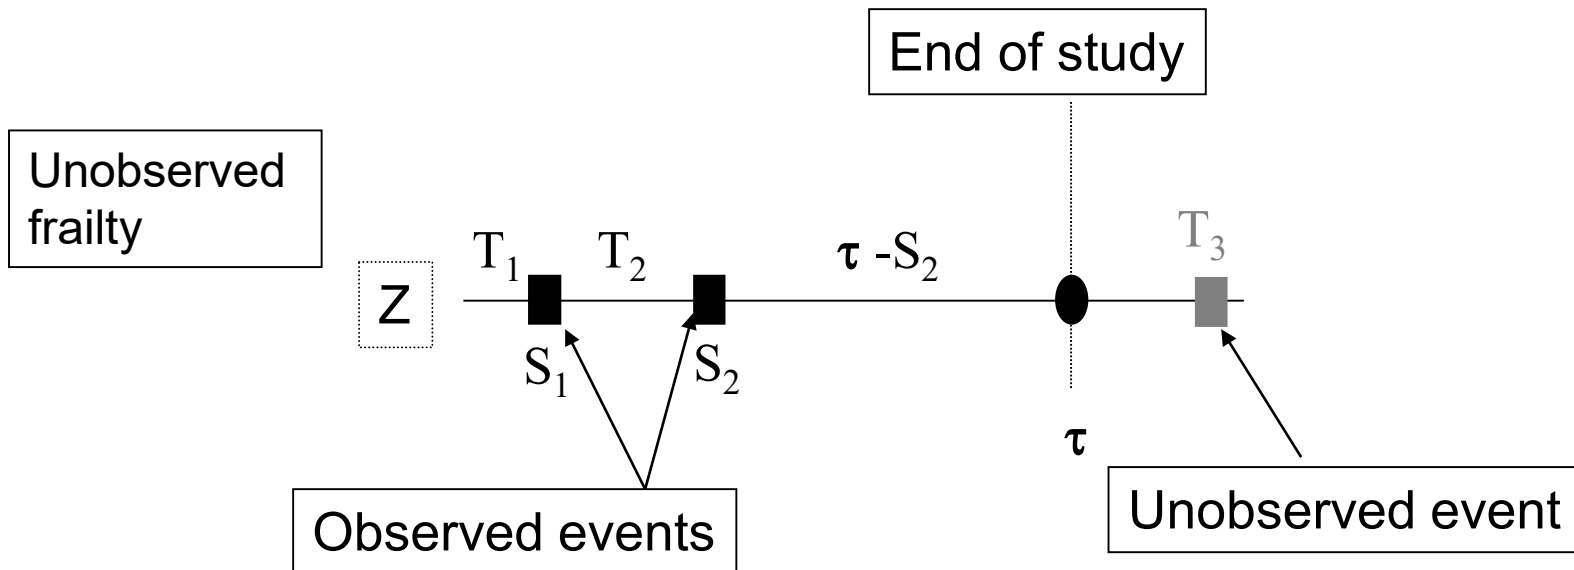 End of study
Unobserved
frailty
Z
T₁ T₂ τ -S₂ T₃
S₁ S₂
τ
Observed events
Unobserved event